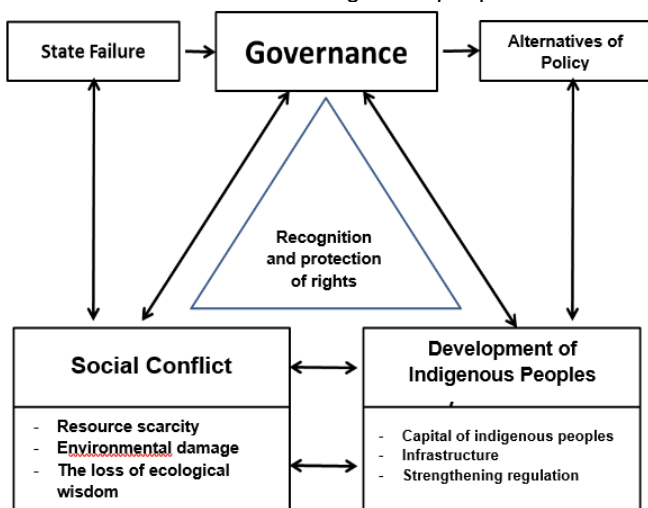 State Failure
Governance
Alternatives of
Policy
Recognition
and protection
of rights
Social Conflict
- Resource scarcity
- Environmental damage
- The loss of ecological
wisdom
Development of
Indigenous Peoples
- Capital of indigenous peoples
- Infrastructure
- Strengthening regulation